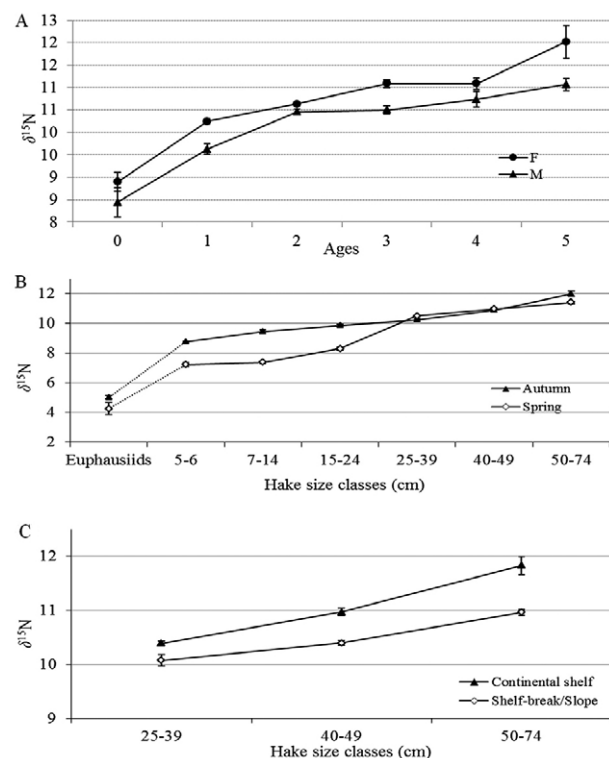 A
13
12
12
11
11
10
10
9
9
8
δ¹⁵N
F
M
0 1 2 3 4 5
Ages
B
12
10
8
6
4
2
δ¹⁵N
Autumn
Spring
Euphausiids 5-6 7-14 15-24 25-39 40-49 50-74
Hake size classes (cm)
C
12
11
10
9
δ¹⁵N
Continental shelf
Shelf-break/Slope
25-39 40-49 50-74
Hake size classes (cm)